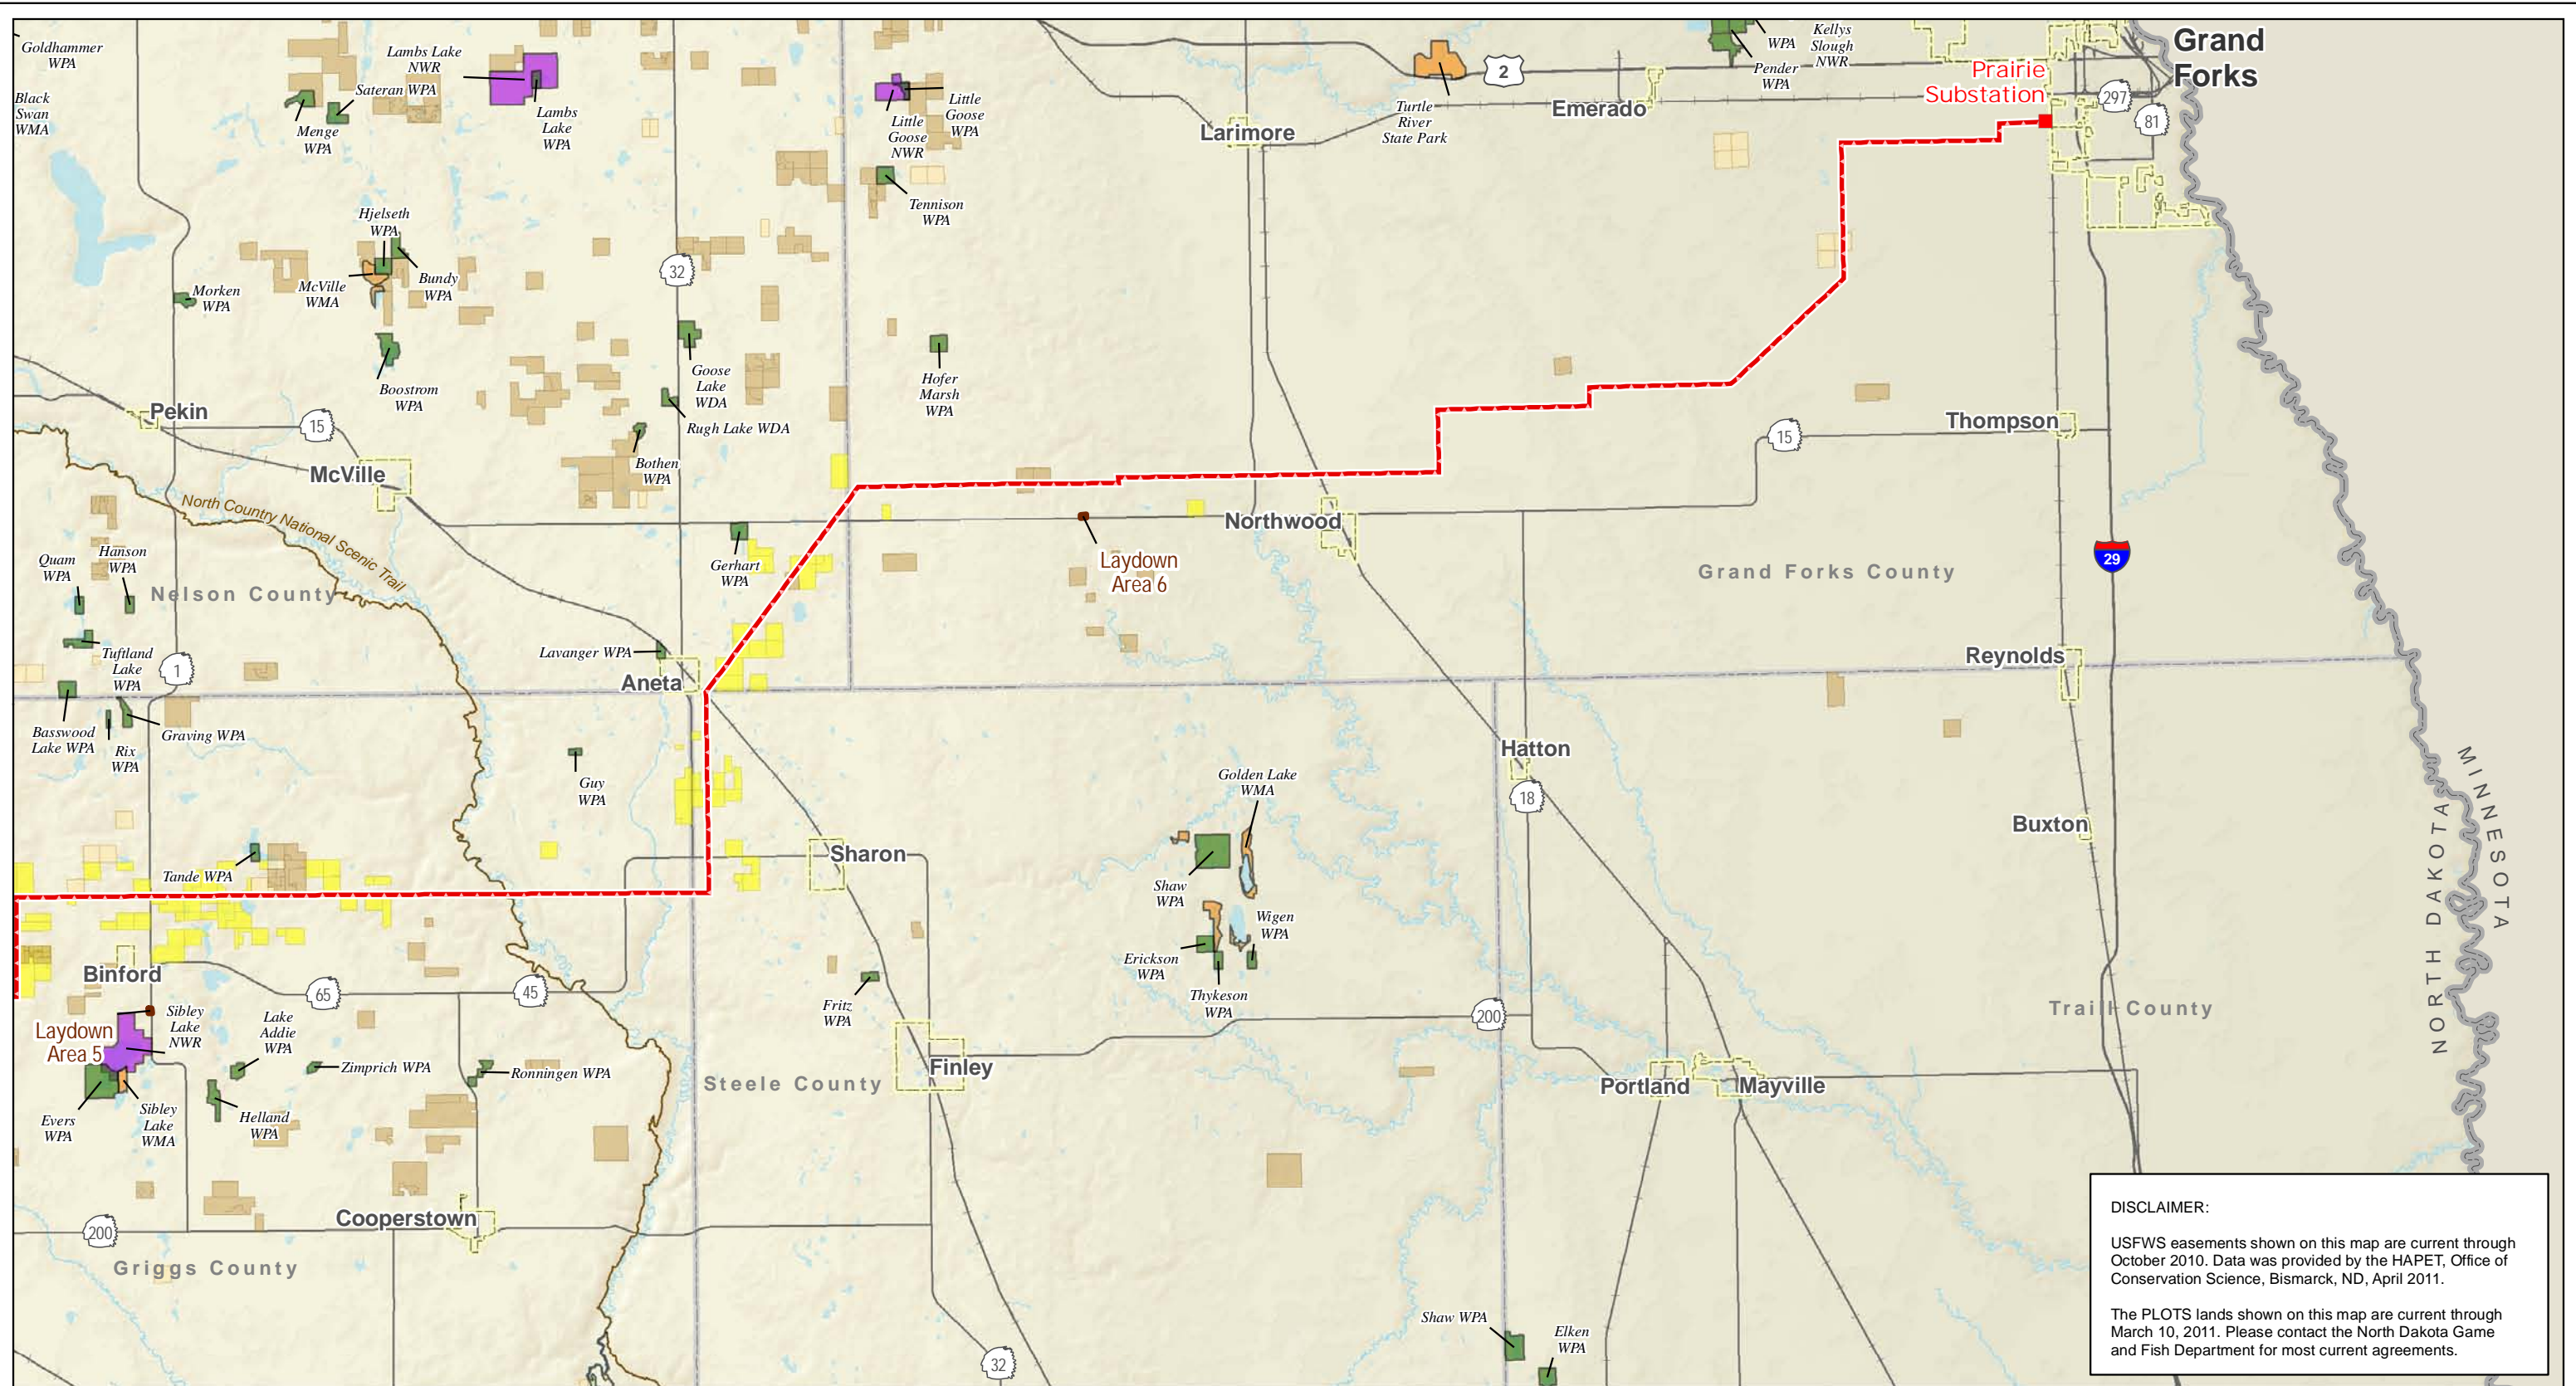 Goldhammer
WPA
Black
Swan
WMA
Lambs Lake
NWR
Sateran WPA
Menge
WPA
Lambs
Lake
WPA
Little
Goose
WPA
Little
Goose
NWR
Tennison
WPA
Larimore
Turtle
River
State Park
2
Emerado
WPA
Kellys
Slough
NWR
Pender
WPA
Prairie
Substation
Grand
Forks
297
81
Hjelseth
WPA
McVille
WMA
Bundy
WPA
Morken
WPA
Boostrom
WPA
32
Goose
Lake
WDA
Rugh Lake WDA
Bothen
WPA
Hofer
Marsh
WPA
Pekin
15
McVille
North Country National Scenic Trail
Thompson
15
Northwood
Laydown
Area 6
Gerhart
WPA
Grand Forks County
29
Quam
WPA
Hanson
WPA
Nelson County
Tuftland
Lake
WPA
1
Lavanger WPA
Aneta
Reynolds
Basswood
Lake WPA
Rix
WPA
Graving WPA
Guy
WPA
Hatton
18
Golden Lake
WMA
Buxton
MINNESOTA
NORTH DAKOTA
Tande WPA
Sharon
Shaw
WPA
Erickson
WPA
Wigen
WPA
Thykeson
WPA
Binford
65
45
Fritz
WPA
200
Traill County
Laydown
Area 5
Sibley
Lake
NWR
Lake
Addie
WPA
Zimprich WPA
Ronningen WPA
Steele County
Finley
Portland
Mayville
Evers
WPA
Sibley
Lake
WMA
Helland
WPA
Cooperstown
200
Griggs County
32
Shaw WPA
Elken
WPA
DISCLAIMER:
USFWS easements shown on this map are current through
October 2010. Data was provided by the HAPET, Office of
Conservation Science, Bismarck, ND, April 2011.
The PLOTS lands shown on this map are current through
March 10, 2011. Please contact the North Dakota Game
and Fish Department for most current agreements.